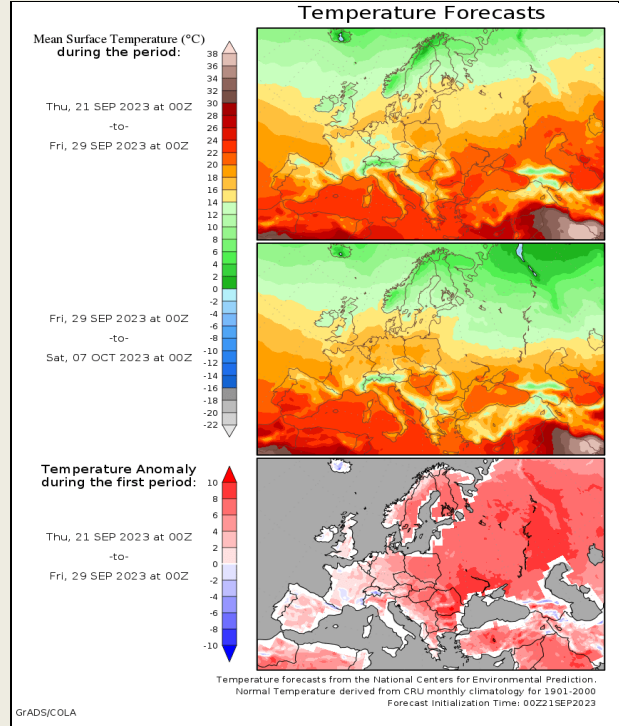 Temperature Forecasts
Mean Surface Temperature (°C)
during the period:
38
36
34
32
30
28
26
24
22
20
18
16
14
12
10
8
6
4
2
0
-2
-4
-6
-8
-10
-12
-14
-16
-18
-20
-22
Thu, 21 SEP 2023 at 00Z
-to-
Fri, 29 SEP 2023 at 00Z
Fri, 29 SEP 2023 at 00Z
-to-
Sat, 07 OCT 2023 at 00Z
Temperature Anomaly
during the first period:
10
8
6
4
2
0
-2
-4
-6
-8
-10
Thu, 21 SEP 2023 at 00Z
-to-
Fri, 29 SEP 2023 at 00Z
Temperature forecasts from the National Centers for Environmental Prediction.
Normal Temperature derived from CRU monthly climatology for 1901-2000
Forecast Initialization Time: 00Z21SEP2023
GrADS/COLA